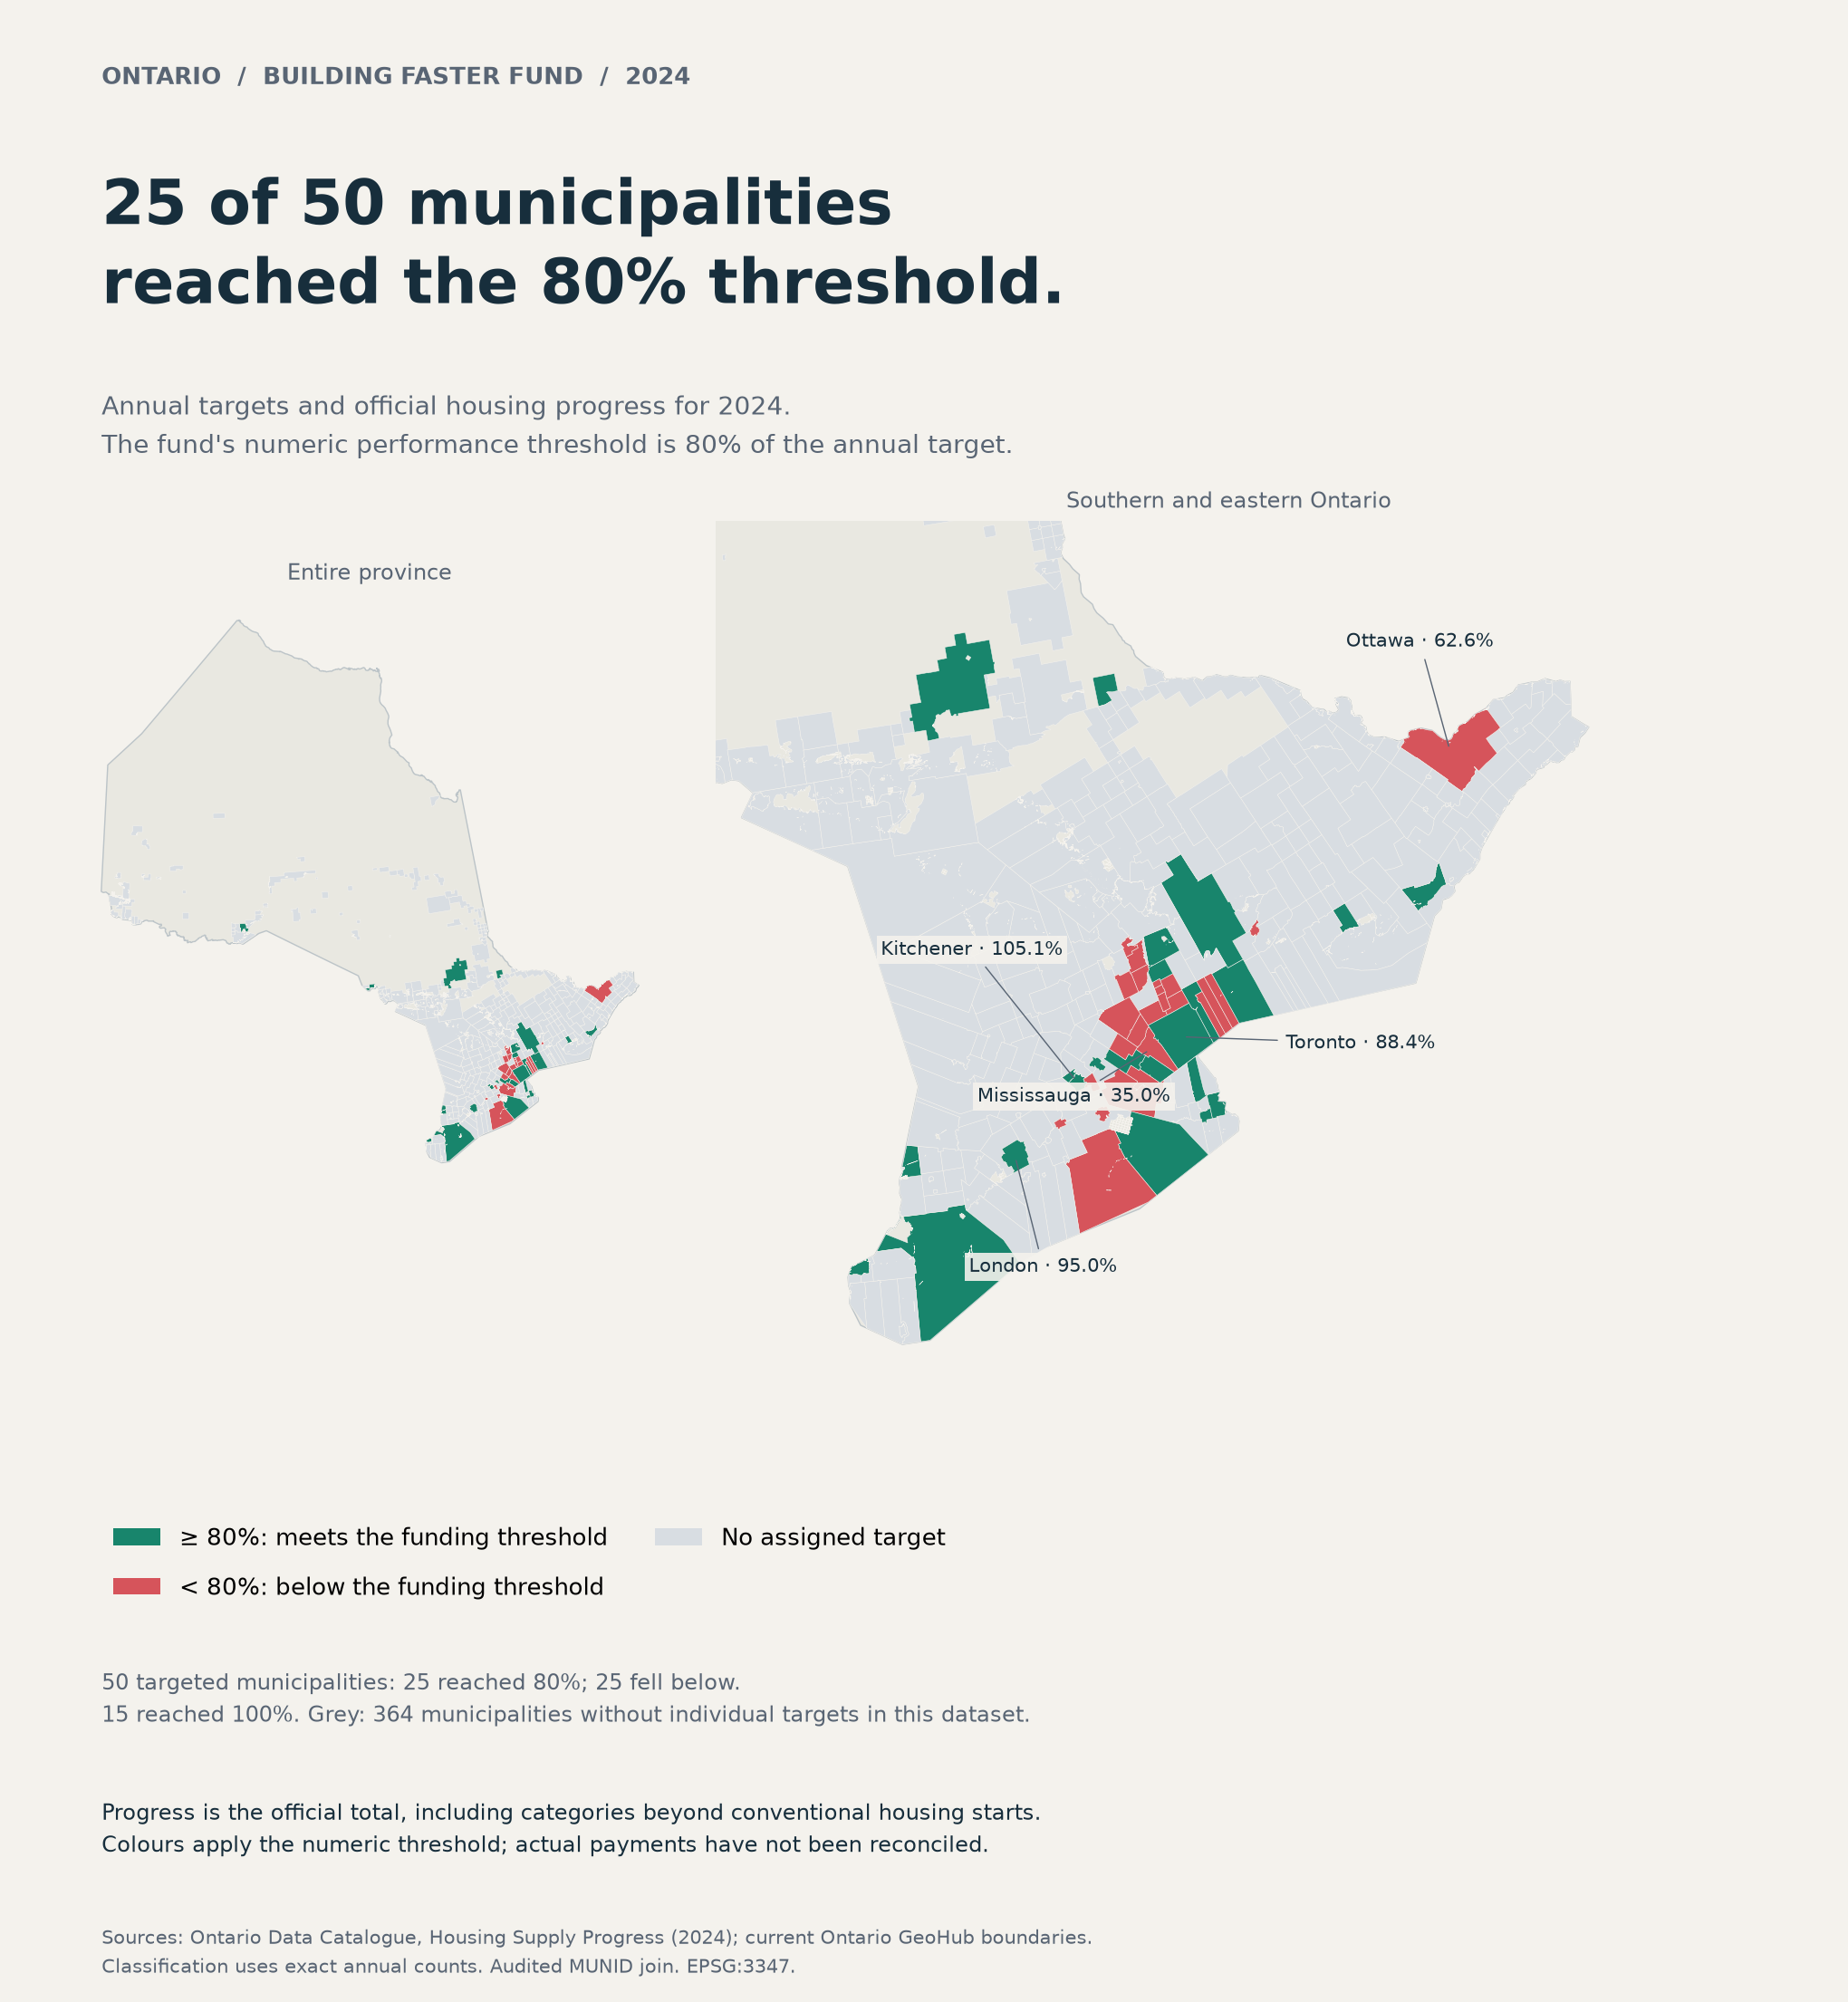 ONTARIO / BUILDING FASTER FUND / 2024
25 of 50 municipalities
reached the 80% threshold.
Annual targets and official housing progress for 2024.
The fund's numeric performance threshold is 80% of the annual target.
Southern and eastern Ontario
Entire province
Ottawa · 62.6%
Kitchener · 105.1%
Toronto · 88.4%
Mississauga · 35.0%
London · 95.0%
≥ 80%: meets the funding threshold
No assigned target
< 80%: below the funding threshold
50 targeted municipalities: 25 reached 80%; 25 fell below.
15 reached 100%. Grey: 364 municipalities without individual targets in this dataset.
Progress is the official total, including categories beyond conventional housing starts.
Colours apply the numeric threshold; actual payments have not been reconciled.
Sources: Ontario Data Catalogue, Housing Supply Progress (2024); current Ontario GeoHub boundaries.
Classification uses exact annual counts. Audited MUNID join. EPSG:3347.